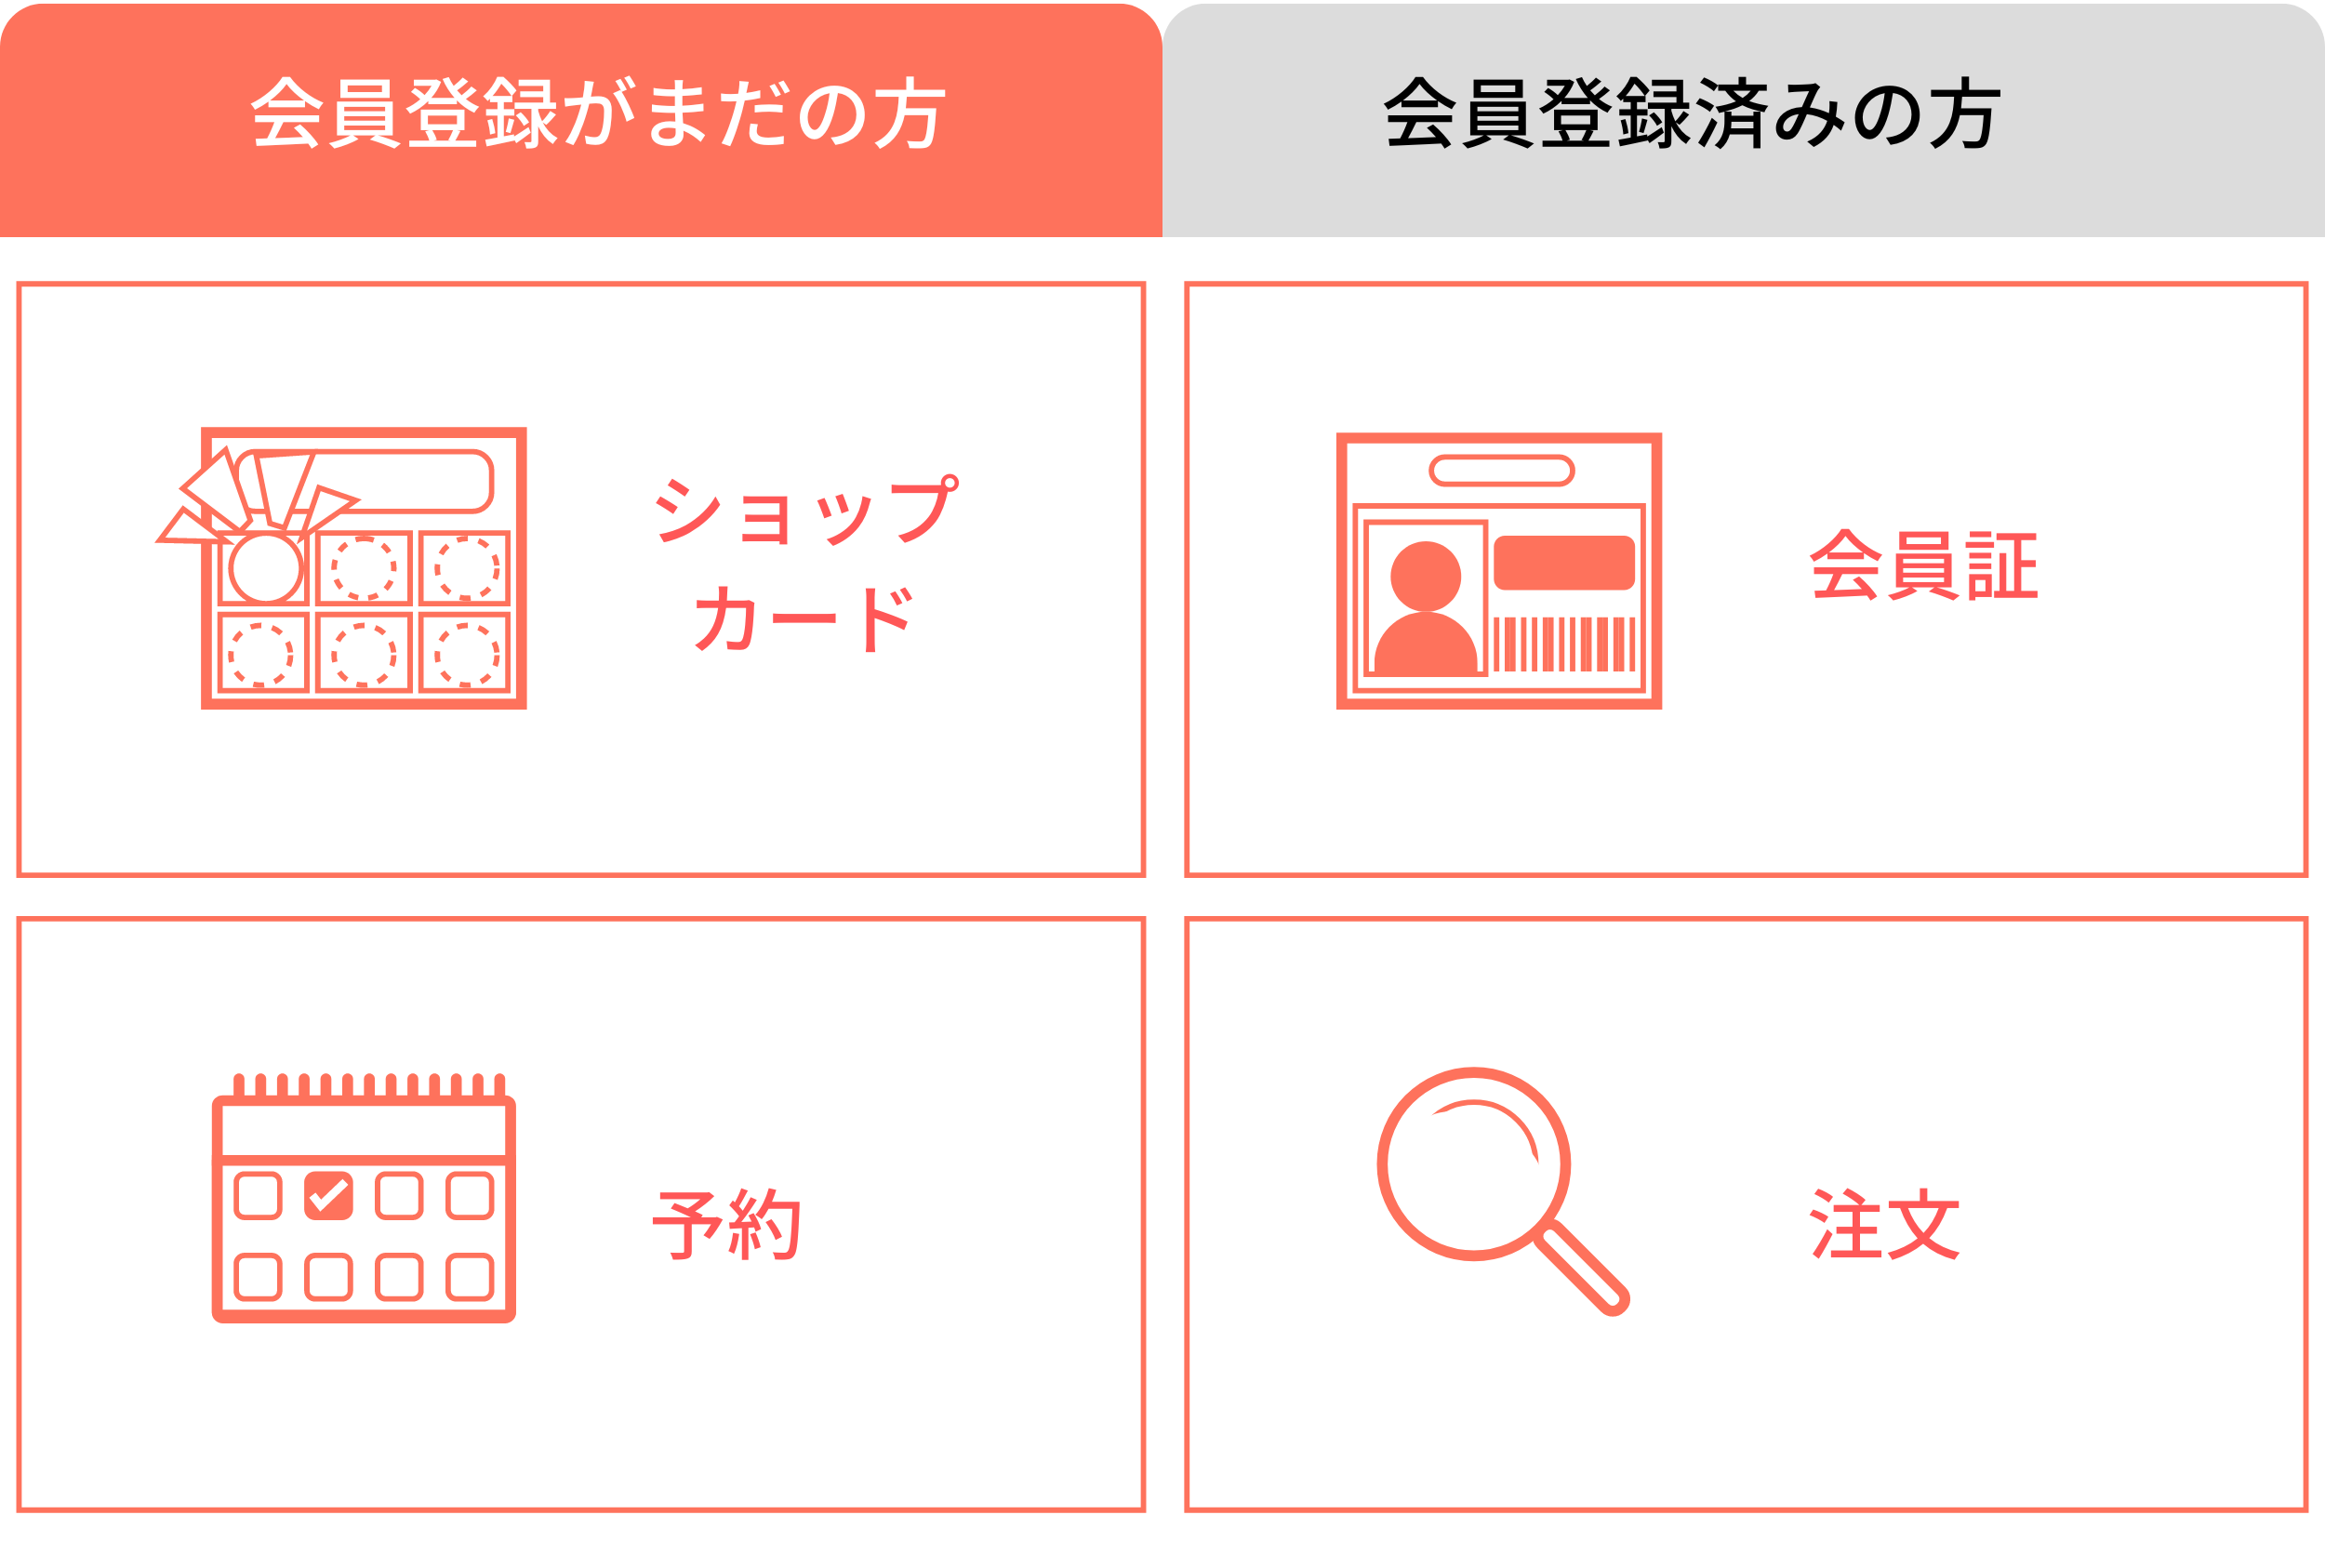 会員登録がまだの方
会員登録済みの方
ショップ
カード
会員証
予約
注文